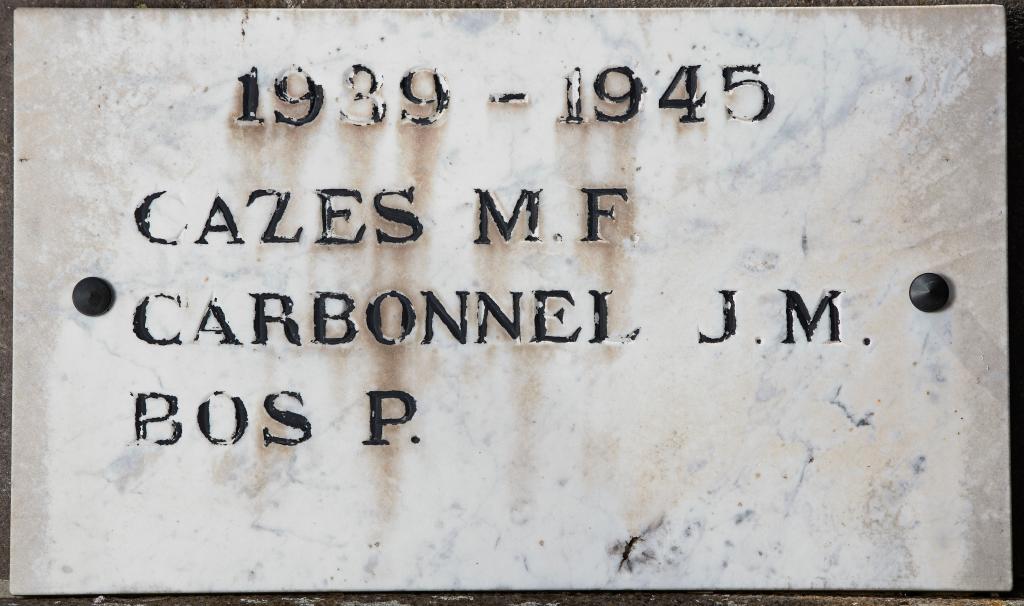 1939 - 1945
CAZES M. F.
CARBONNEL J. M.
BOS P.